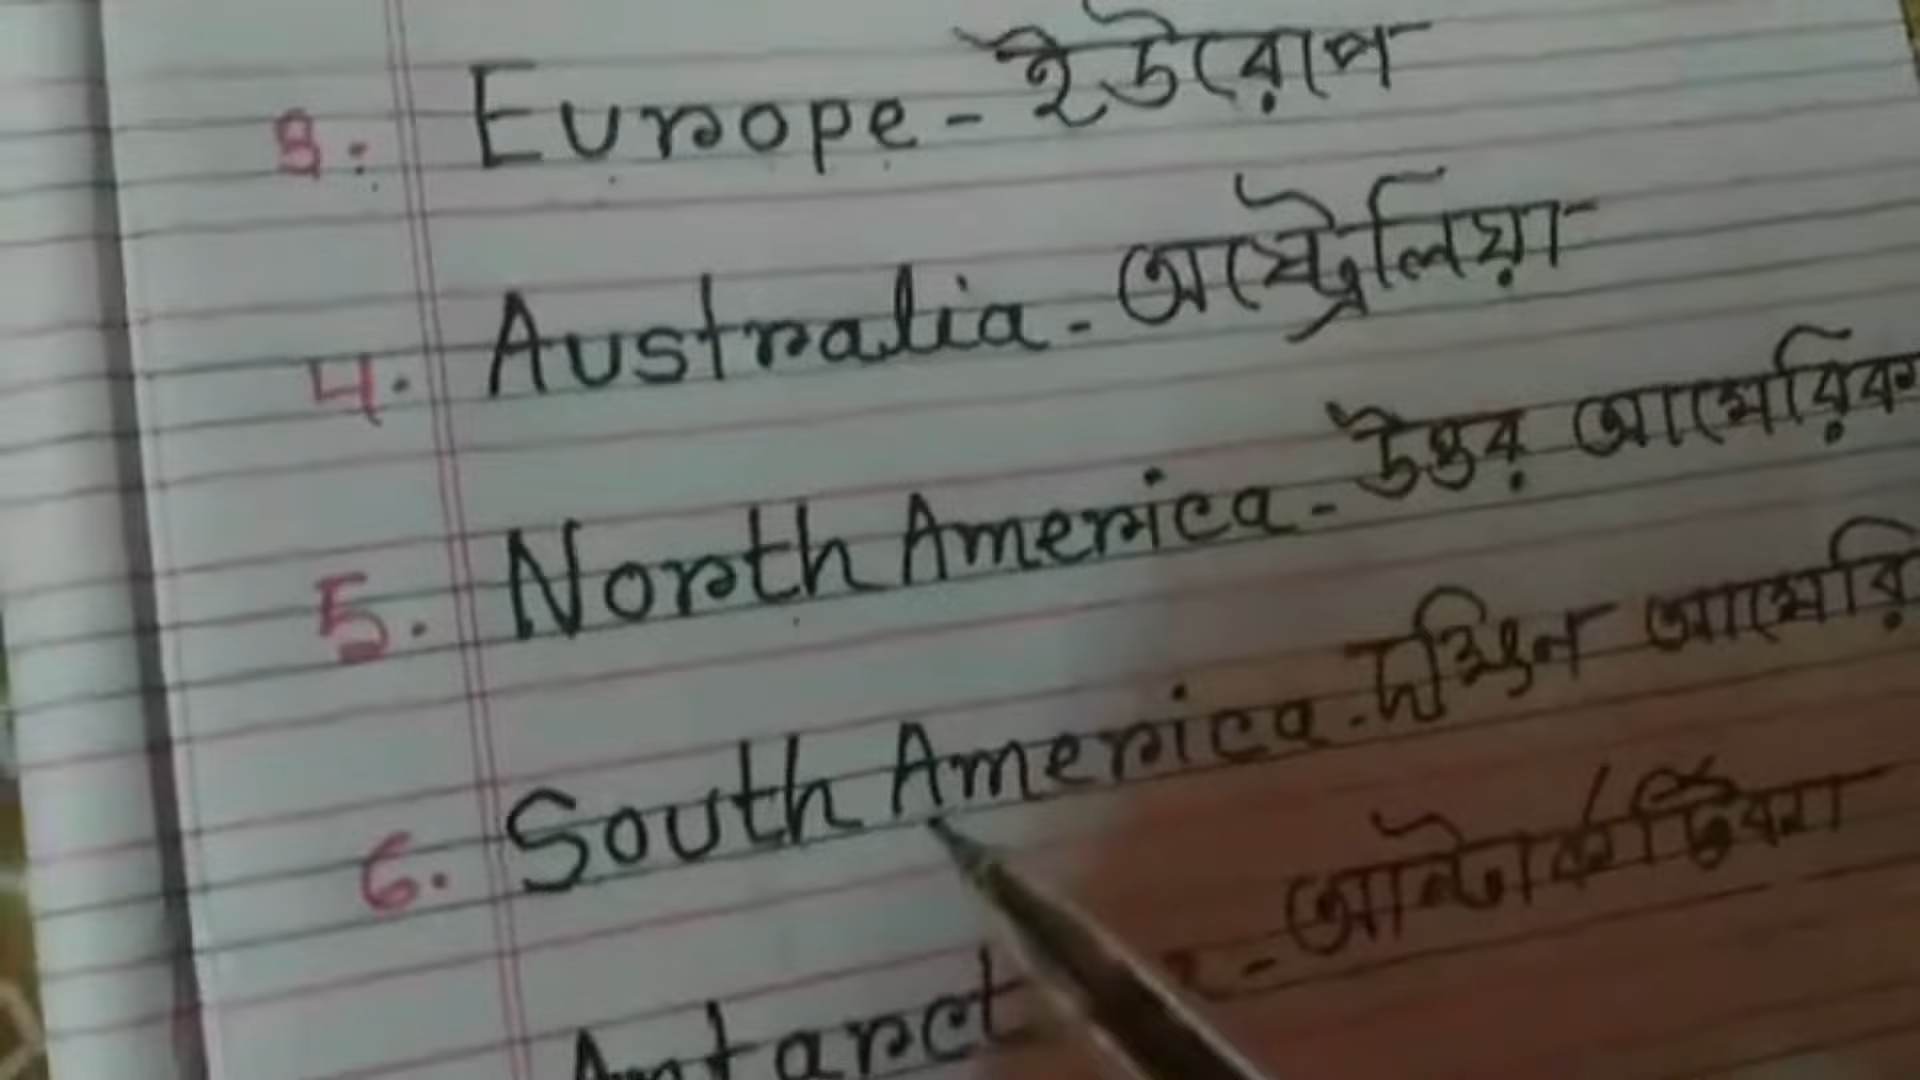 3. Europe - ইউরোপ
4. Australia - অস্ট্রেলিয়া
5. North America - উত্তর আমেরিকা
6. South America - দক্ষিন আমেরি
Antarct - আন্টার্কটিকা